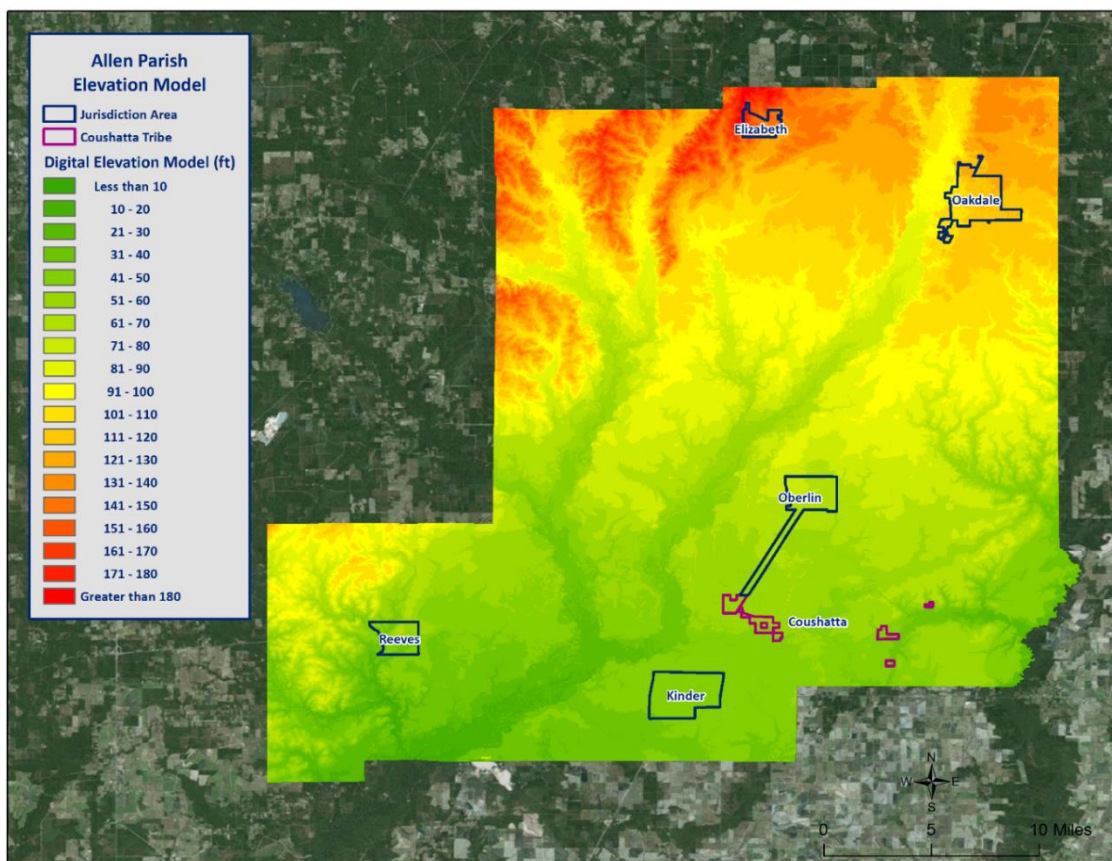 Allen Parish
Elevation Model
Jurisdiction Area
Coushatta Tribe
Digital Elevation Model (ft)
Less than 10
10 - 20
21 - 30
31 - 40
41 - 50
51 - 60
61 - 70
71 - 80
81 - 90
91 - 100
101 - 110
111 - 120
121 - 130
131 - 140
141 - 150
151 - 160
161 - 170
171 - 180
Greater than 180
Elizabeth
Oakdale
Oberlin
Coushatta
Reeves
Kinder
N
W E
S
0 5 10 Miles